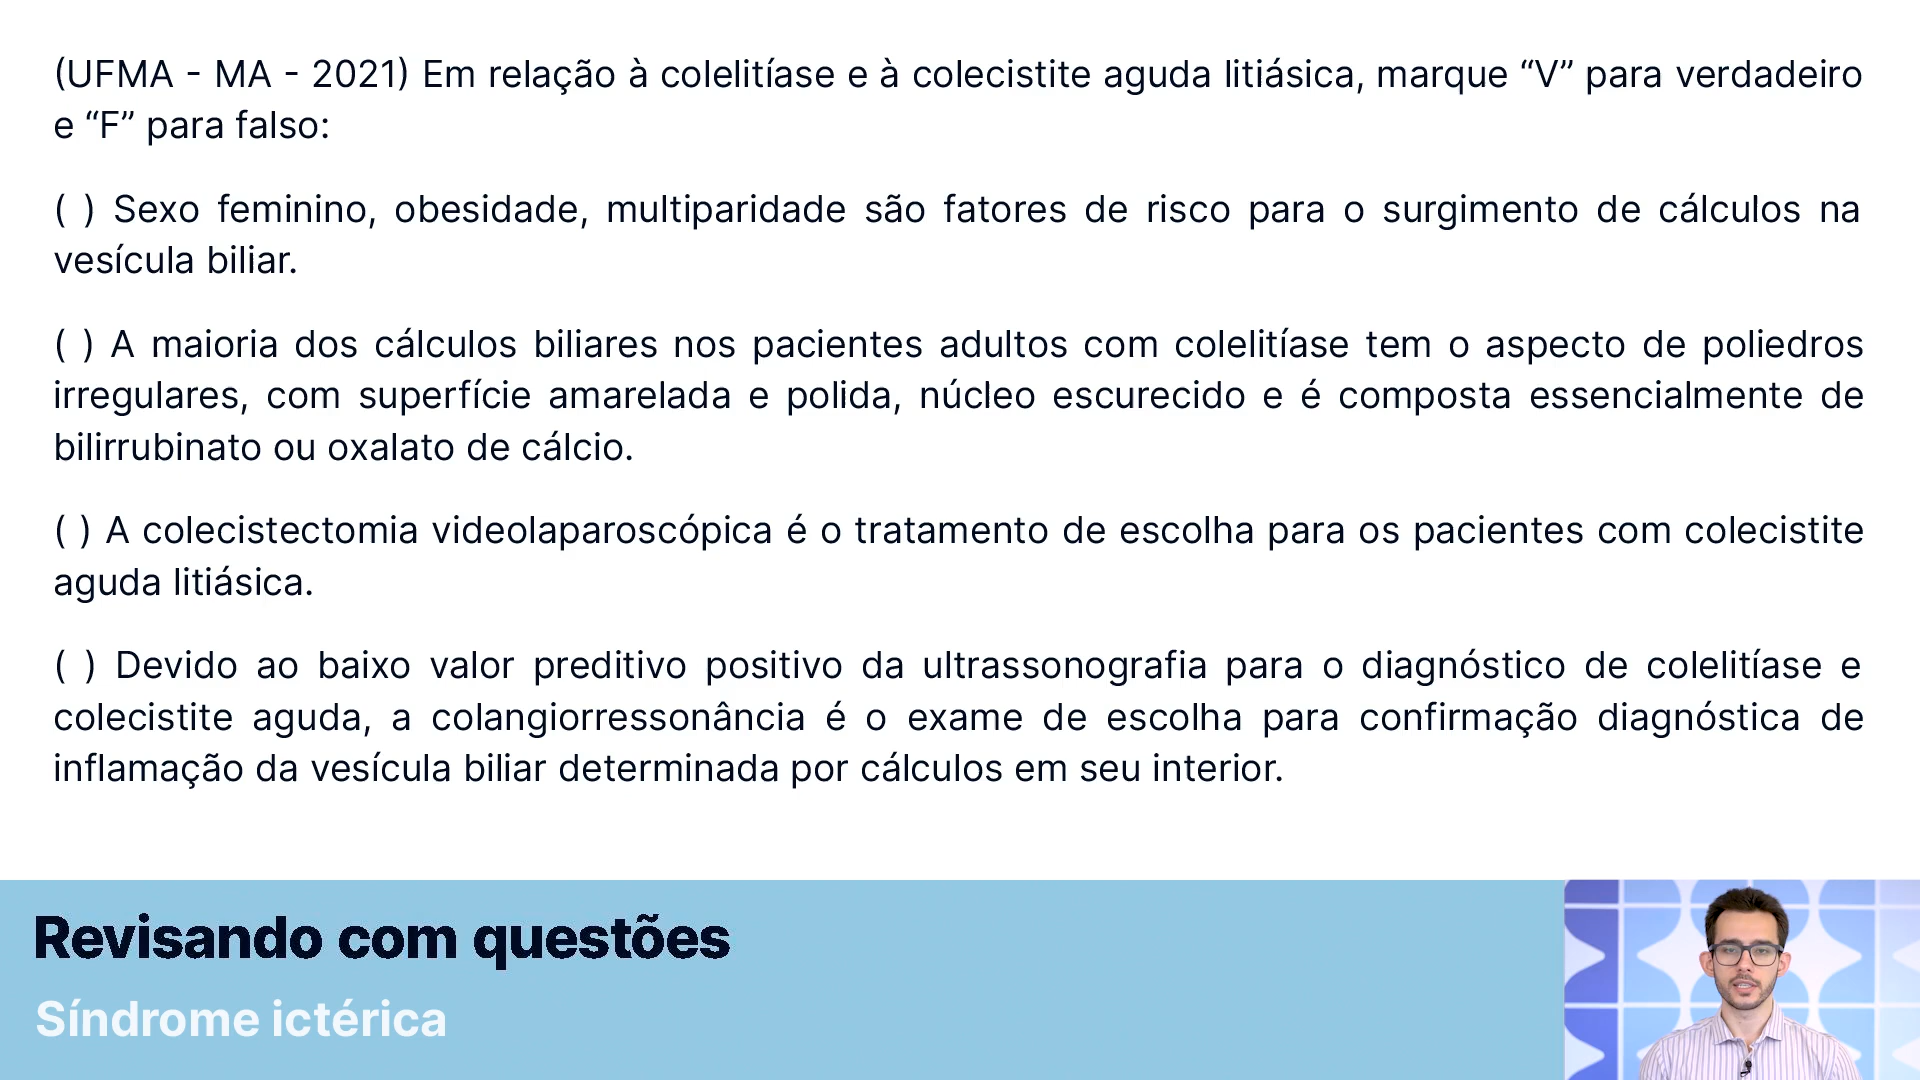 (UFMA - MA - 2021) Em relação à colelitíase e à colecistite aguda litiásica, marque “V” para verdadeiro
e “F” para falso:
( ) Sexo feminino, obesidade, multiparidade são fatores de risco para o surgimento de cálculos na
vesícula biliar.
( ) A maioria dos cálculos biliares nos pacientes adultos com colelitíase tem o aspecto de poliedros
irregulares, com superfície amarelada e polida, núcleo escurecido e é composta essencialmente de
bilirrubinato ou oxalato de cálcio.
( ) A colecistectomia videolaparoscópica é o tratamento de escolha para os pacientes com colecistite
aguda litiásica.
( ) Devido ao baixo valor preditivo positivo da ultrassonografia para o diagnóstico de colelitíase e
colecistite aguda, a colangiorressonância é o exame de escolha para confirmação diagnóstica de
inflamação da vesícula biliar determinada por cálculos em seu interior.
Revisando com questões
Síndrome ictérica